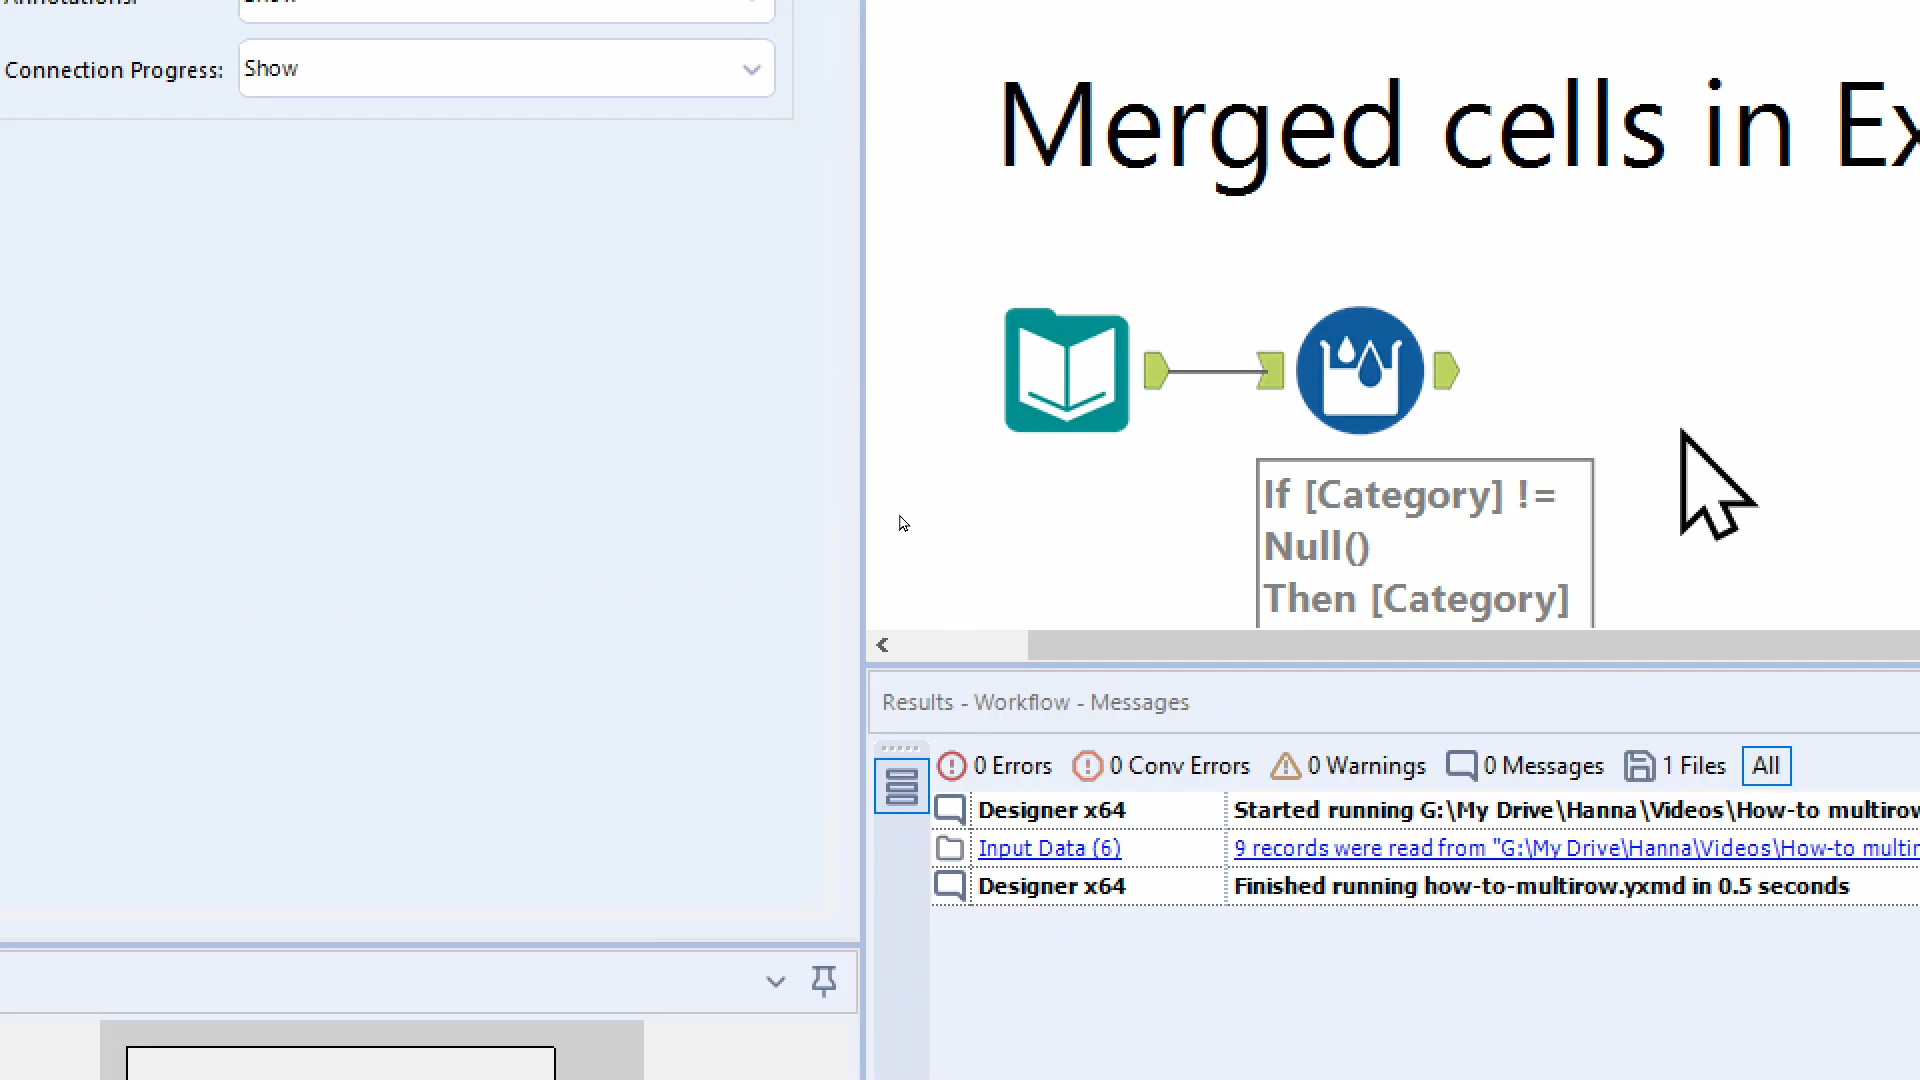 Connection Progress:
Show
Merged cells in
If [Category] !=
Null()
Then [Category]
Results - Workflow - Messages
0 Errors
0 Conv Errors
0 Warnings
0 Messages
1 Files
All
Designer x64
Started running G:\My Drive\Hanna\Videos\How-to
Input Data (6)
9 records were read from "G:\My Drive\Hanna\Videos\How-to
Designer x64
Finished running how-to-multirow.yxmd in 0.5 seconds